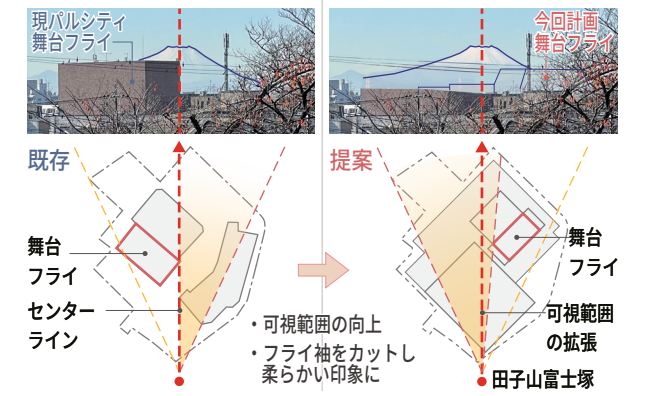 現パルシティ
舞台フライ
今回計画
舞台フライ
既存
提案
舞台
フライ
センター
ライン
舞台
フライ
可視範囲
の拡張
・可視範囲の向上
・フライ袖をカットし
柔らかい印象に
田子山富士塚